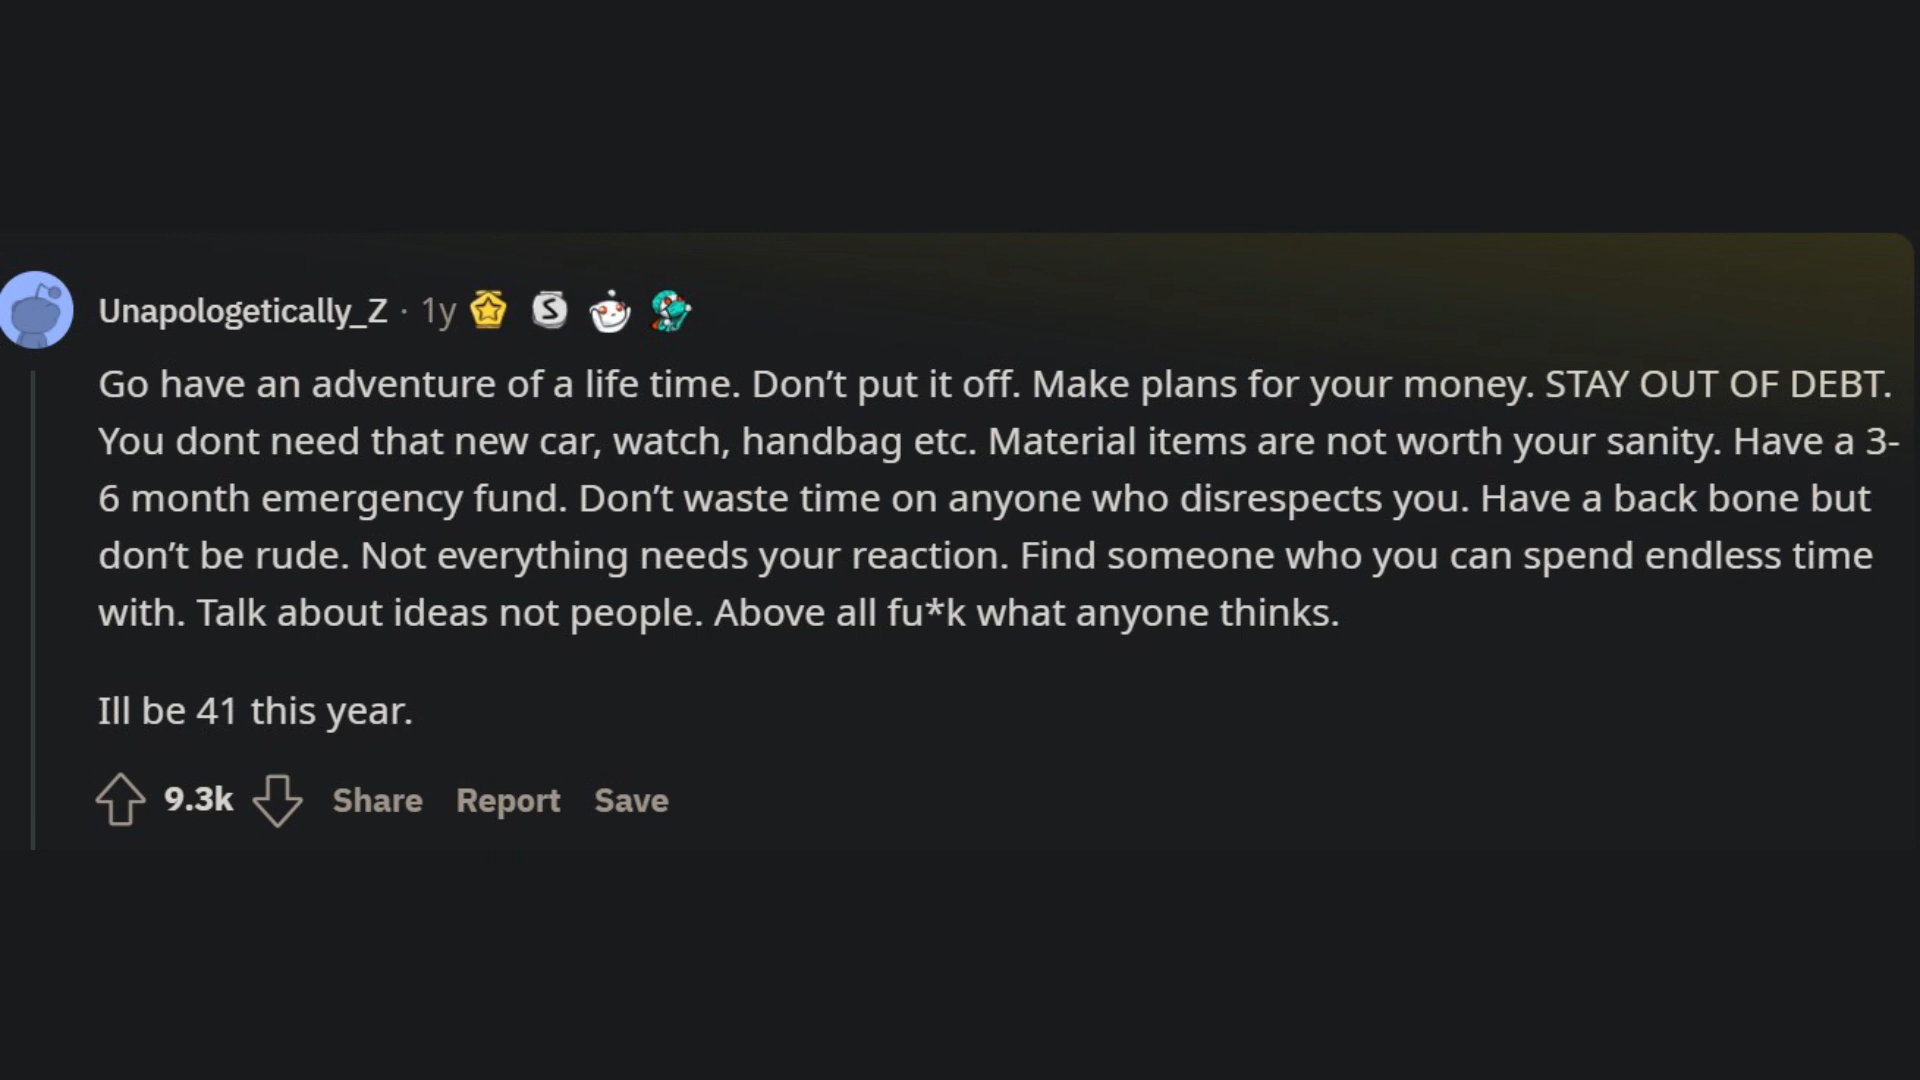 Unapologetically_Z · 1y
Go have an adventure of a life time. Don’t put it off. Make plans for your money. STAY OUT OF DEBT.
You dont need that new car, watch, handbag etc. Material items are not worth your sanity. Have a 3-
6 month emergency fund. Don’t waste time on anyone who disrespects you. Have a back bone but
don’t be rude. Not everything needs your reaction. Find someone who you can spend endless time
with. Talk about ideas not people. Above all fu*k what anyone thinks.
Ill be 41 this year.
9.3k Share Report Save